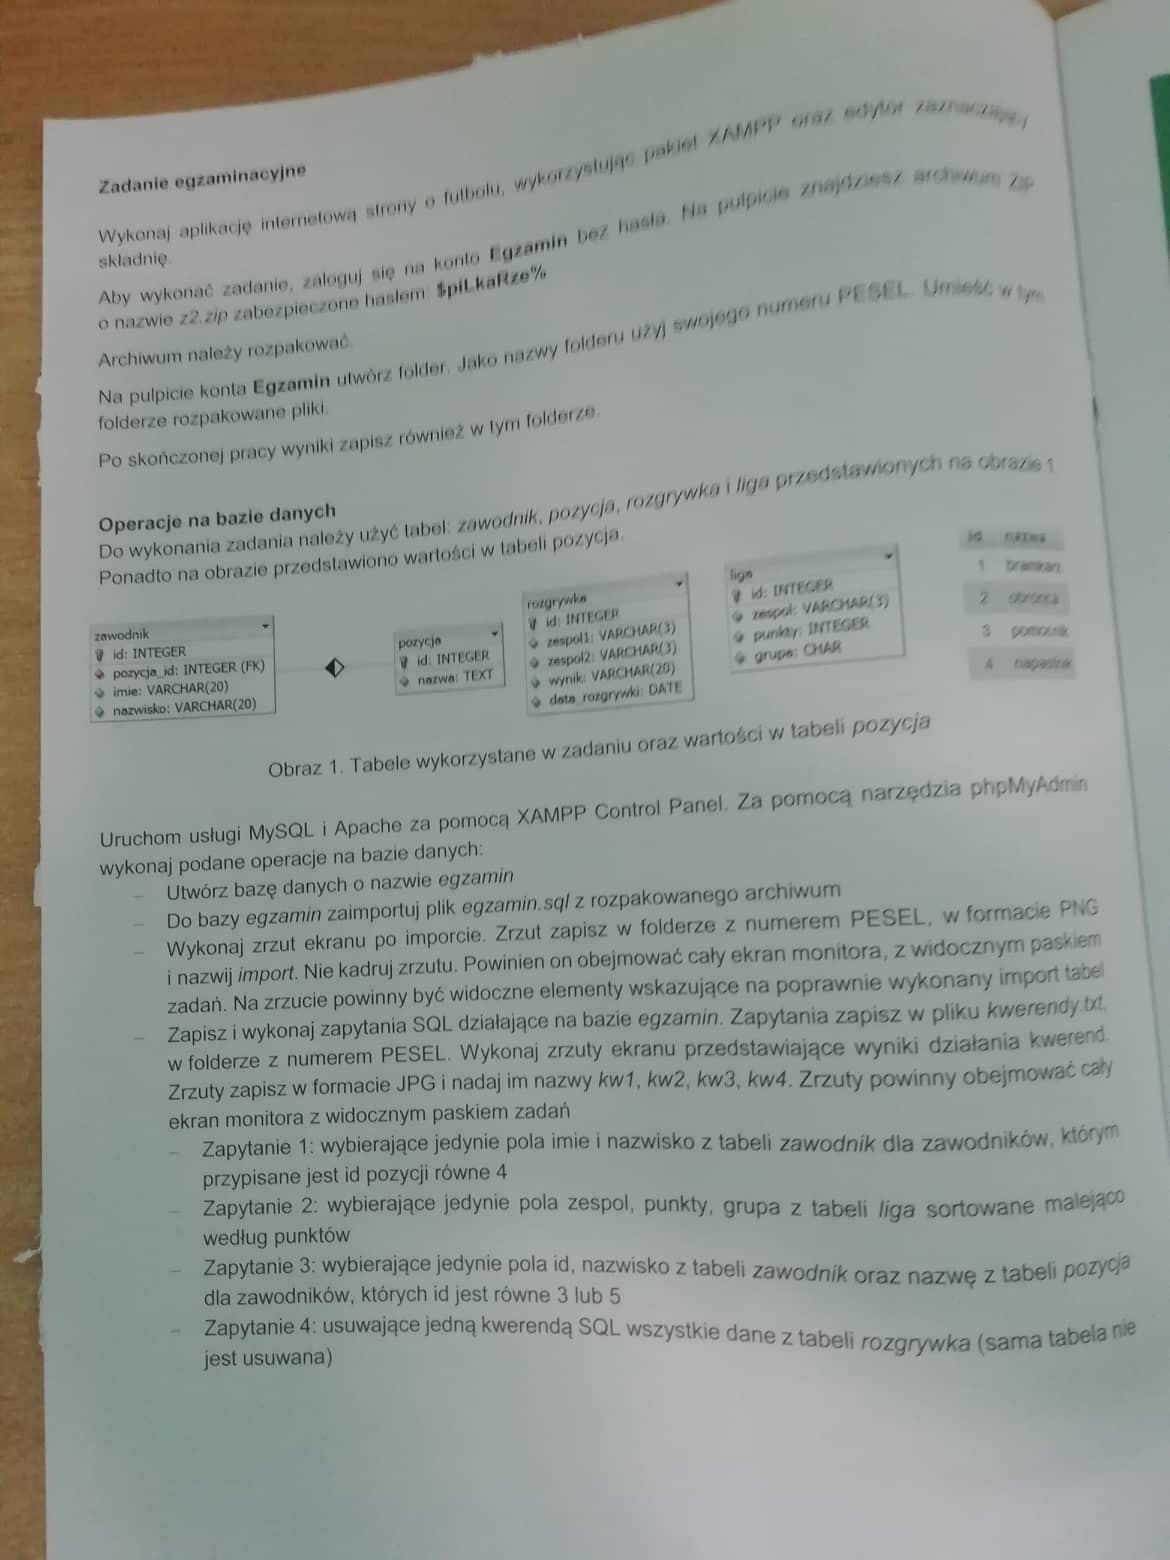 Zadanie egzaminacyjne
Wykonaj aplikację internetową strony o futbolu, wykorzystując pakiet XAMPP oraz edytor zaznaczający
składnię.
Aby wykonać zadanie, zaloguj się na konto Egzamin bez hasła. Na pulpicie znajdziesz archiwum ZIP
o nazwie z2.zip zabezpieczone hasłem: $piLkaRze%
Archiwum należy rozpakować.
Na pulpicie konta Egzamin utwórz folder. Jako nazwy folderu użyj swojego numeru PESEL. Umieść w tym
folderze rozpakowane pliki.
Po skończonej pracy wyniki zapisz również w tym folderze.
Operacje na bazie danych
Do wykonania zadania należy użyć tabel: zawodnik, pozycja, rozgrywka i liga przedstawionych na obrazie 1
Ponadto na obrazie przedstawiono wartości w tabeli pozycja.
zawodnik
id: INTEGER
pozycja_id: INTEGER (FK)
imie: VARCHAR(20)
nazwisko: VARCHAR(20)
pozycja
id: INTEGER
nazwa: TEXT
rozgrywka
id: INTEGER
zespol1: VARCHAR(3)
zespol2: VARCHAR(3)
wynik: VARCHAR(20)
data_rozgrywki: DATE
liga
id: INTEGER
zespol: VARCHAR(3)
punkty: INTEGER
grupa: CHAR
id nazwa
1 bramkarz
2 obronca
3 pomocnik
4 napastnik
Obraz 1. Tabele wykorzystane w zadaniu oraz wartości w tabeli pozycja
Uruchom usługi MySQL i Apache za pomocą XAMPP Control Panel. Za pomocą narzędzia phpMyAdmin
wykonaj podane operacje na bazie danych:
– Utwórz bazę danych o nazwie egzamin
– Do bazy egzamin zaimportuj plik egzamin.sql z rozpakowanego archiwum
– Wykonaj zrzut ekranu po imporcie. Zrzut zapisz w folderze z numerem PESEL, w formacie PNG
i nazwij import. Nie kadruj zrzutu. Powinien on obejmować cały ekran monitora, z widocznym paskiem
zadań. Na zrzucie powinny być widoczne elementy wskazujące na poprawnie wykonany import tabel
– Zapisz i wykonaj zapytania SQL działające na bazie egzamin. Zapytania zapisz w pliku kwerendy.txt,
w folderze z numerem PESEL. Wykonaj zrzuty ekranu przedstawiające wyniki działania kwerend.
Zrzuty zapisz w formacie JPG i nadaj im nazwy kw1, kw2, kw3, kw4. Zrzuty powinny obejmować cały
ekran monitora z widocznym paskiem zadań
– Zapytanie 1: wybierające jedynie pola imie i nazwisko z tabeli zawodnik dla zawodników, którym
przypisane jest id pozycji równe 4
– Zapytanie 2: wybierające jedynie pola zespol, punkty, grupa z tabeli liga sortowane malejąco
według punktów
– Zapytanie 3: wybierające jedynie pola id, nazwisko z tabeli zawodnik oraz nazwę z tabeli pozycja
dla zawodników, których id jest równe 3 lub 5
– Zapytanie 4: usuwające jedną kwerendą SQL wszystkie dane z tabeli rozgrywka (sama tabela nie
jest usuwana)